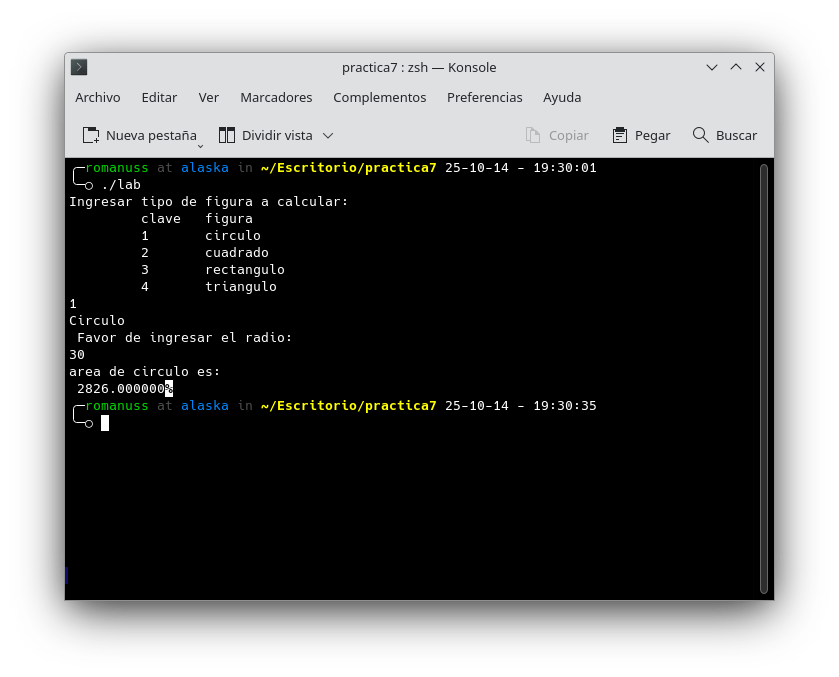 practica7 : zsh — Konsole
Archivo Editar Ver Marcadores Complementos Preferencias Ayuda
Nueva pestaña Dividir vista Copiar Pegar Buscar
romanuss at alaska in ~/Escritorio/practica7 25-10-14 - 19:30:01
./lab
Ingresar tipo de figura a calcular:
clave figura
1 circulo
2 cuadrado
3 rectangulo
4 triangulo
1
Circulo
Favor de ingresar el radio:
30
area de circulo es:
2826.000000%
romanuss at alaska in ~/Escritorio/practica7 25-10-14 - 19:30:35